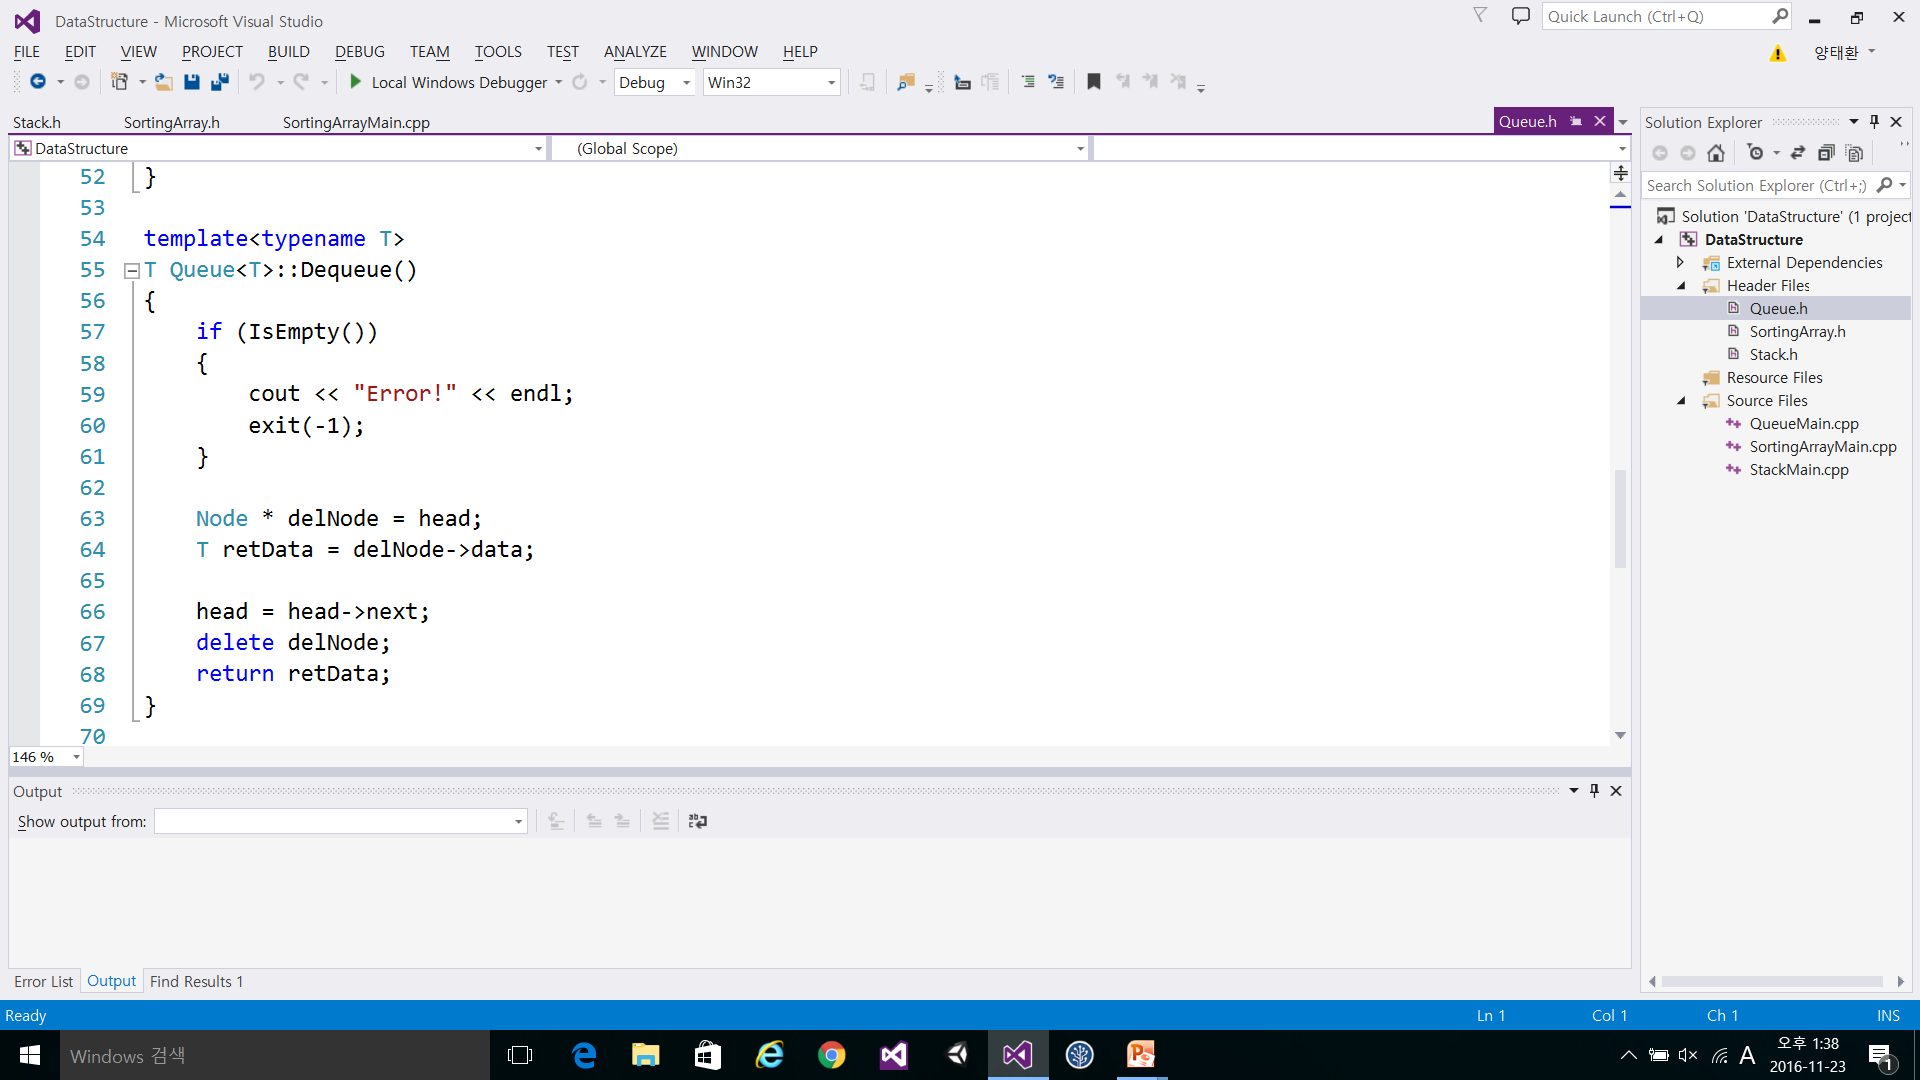 DataStructure - Microsoft Visual Studio
Quick Launch (Ctrl+Q)
FILE EDIT VIEW PROJECT BUILD DEBUG TEAM TOOLS TEST ANALYZE WINDOW HELP
양태환
Local Windows Debugger Debug Win32
Stack.h SortingArray.h SortingArrayMain.cpp Queue.h
DataStructure (Global Scope)
52 }
53
54 template<typename T>
55 T Queue<T>::Dequeue()
56 {
57 if (IsEmpty())
58 {
59 cout << "Error!" << endl;
60 exit(-1);
61 }
62
63 Node * delNode = head;
64 T retData = delNode->data;
65
66 head = head->next;
67 delete delNode;
68 return retData;
69 }
70
146 %
Output
Show output from:
Error List Output Find Results 1
Solution Explorer
Search Solution Explorer (Ctrl+;)
Solution 'DataStructure' (1 project
DataStructure
External Dependencies
Header Files
Queue.h
SortingArray.h
Stack.h
Resource Files
Source Files
QueueMain.cpp
SortingArrayMain.cpp
StackMain.cpp
Ready Ln 1 Col 1 Ch 1 INS
Windows 검색
A 오후 1:38
2016-11-23
1